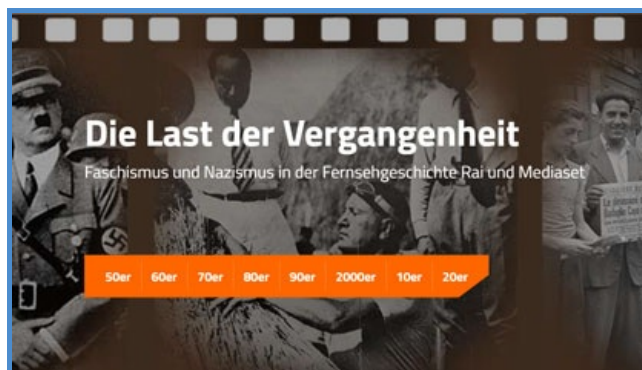 Die Last der Vergangenheit
Faschismus und Nazismus in der Fernsehgeschichte Rai und Mediaset
50er 60er 70er 80er 90er 2000er 10er 20er